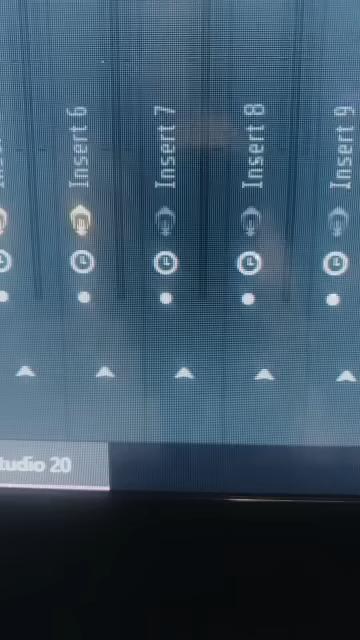 Insert 6
Insert 7
Insert 8
Insert 9
tudio 20